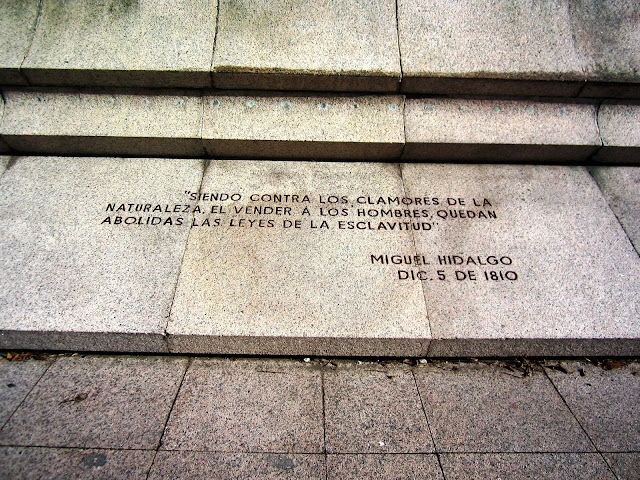 "SIENDO CONTRA LOS CLAMORES DE LA
NATURALEZA, EL VENDER A LOS HOMBRES, QUEDAN
ABOLIDAS LAS LEYES DE LA ESCLAVITUD"
MIGUEL HIDALGO
DIC. 5 DE 1810